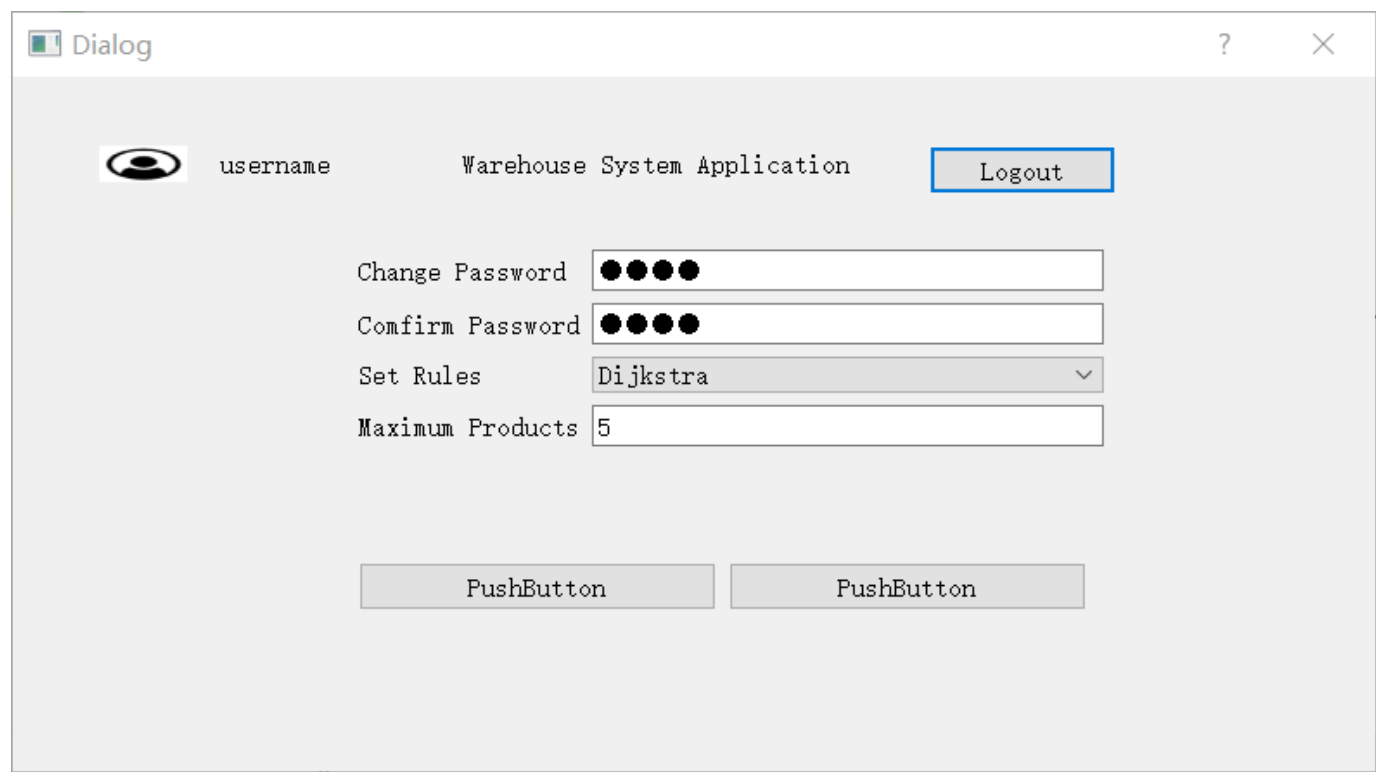 Dialog ?
username Warehouse System Application Logout
Change Password ●●●●
Comfirm Password ●●●●
Set Rules Dijkstra
Maximum Products 5
PushButton PushButton